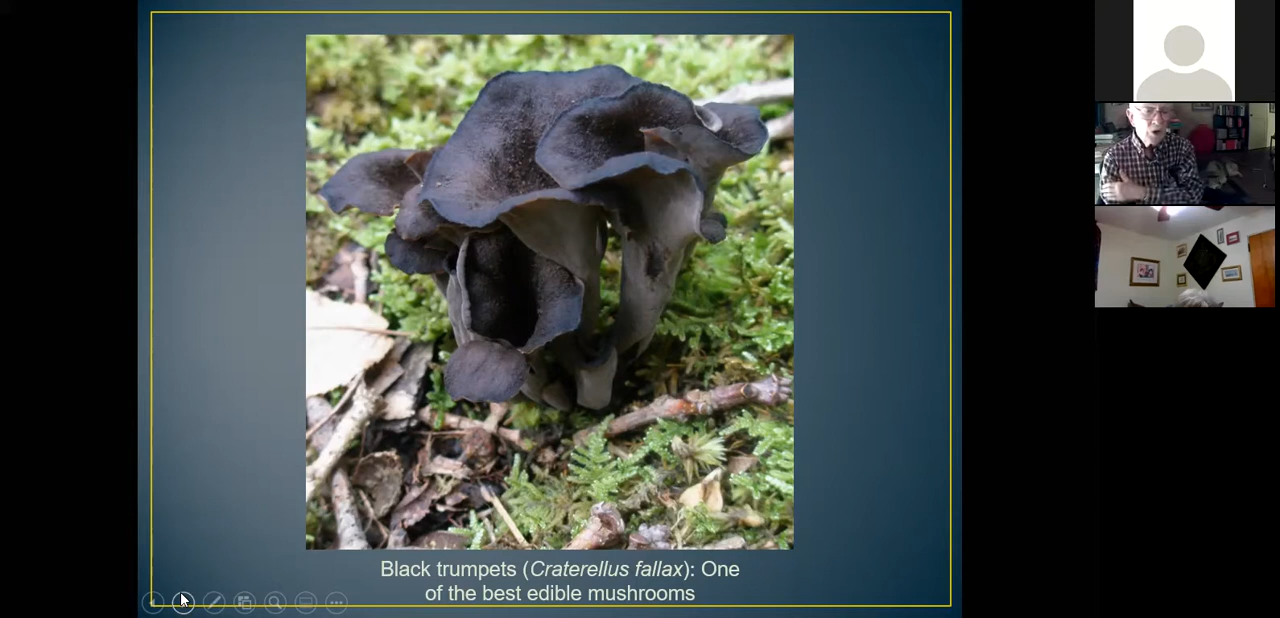 Black trumpets (Craterellus fallax): One
of the best edible mushrooms